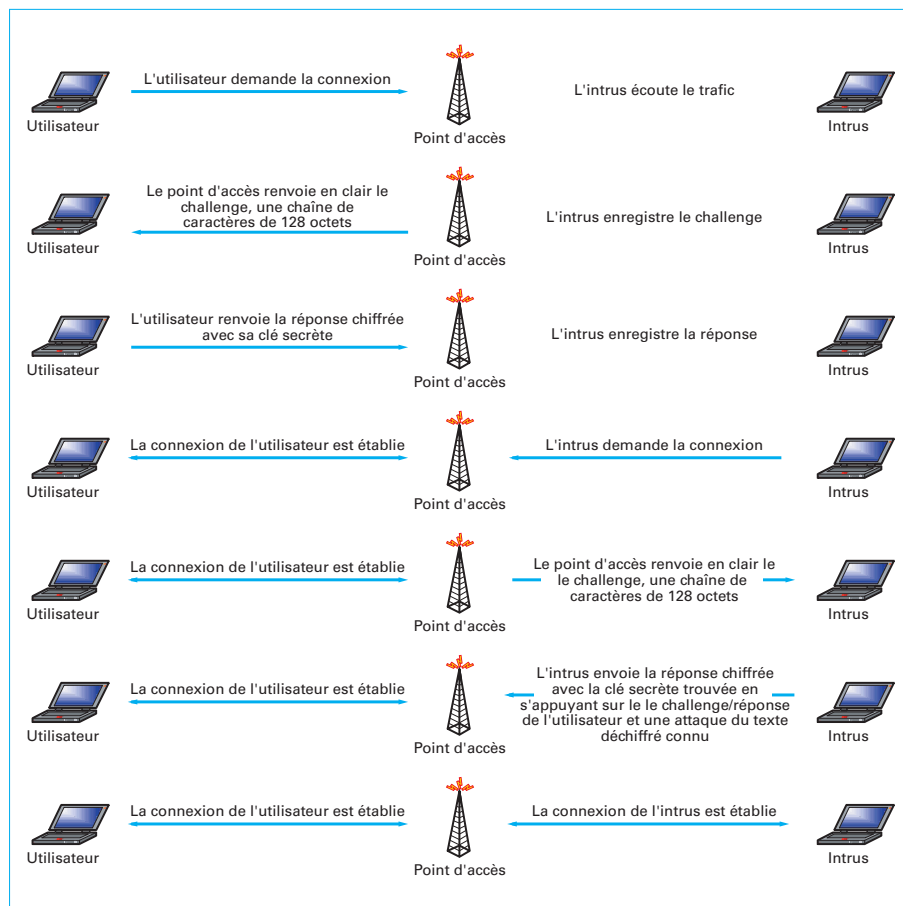 L'utilisateur demande la connexion
L'intrus écoute le trafic
Utilisateur
Point d'accès
Intrus
Le point d'accès renvoie en clair le
challenge, une chaîne de
caractères de 128 octets
L'intrus enregistre le challenge
Utilisateur
Point d'accès
Intrus
L'utilisateur renvoie la réponse chiffrée
avec sa clé secrète
L'intrus enregistre la réponse
Utilisateur
Point d'accès
Intrus
La connexion de l'utilisateur est établie
L'intrus demande la connexion
Utilisateur
Point d'accès
Intrus
La connexion de l'utilisateur est établie
Le point d'accès renvoie en clair le
le challenge, une chaîne de
caractères de 128 octets
Utilisateur
Point d'accès
Intrus
La connexion de l'utilisateur est établie
L'intrus envoie la réponse chiffrée
avec la clé secrète trouvée en
s'appuyant sur le le challenge/réponse
de l'utilisateur et une attaque du texte
déchiffré connu
Utilisateur
Point d'accès
Intrus
La connexion de l'utilisateur est établie
La connexion de l'intrus est établie
Utilisateur
Point d'accès
Intrus